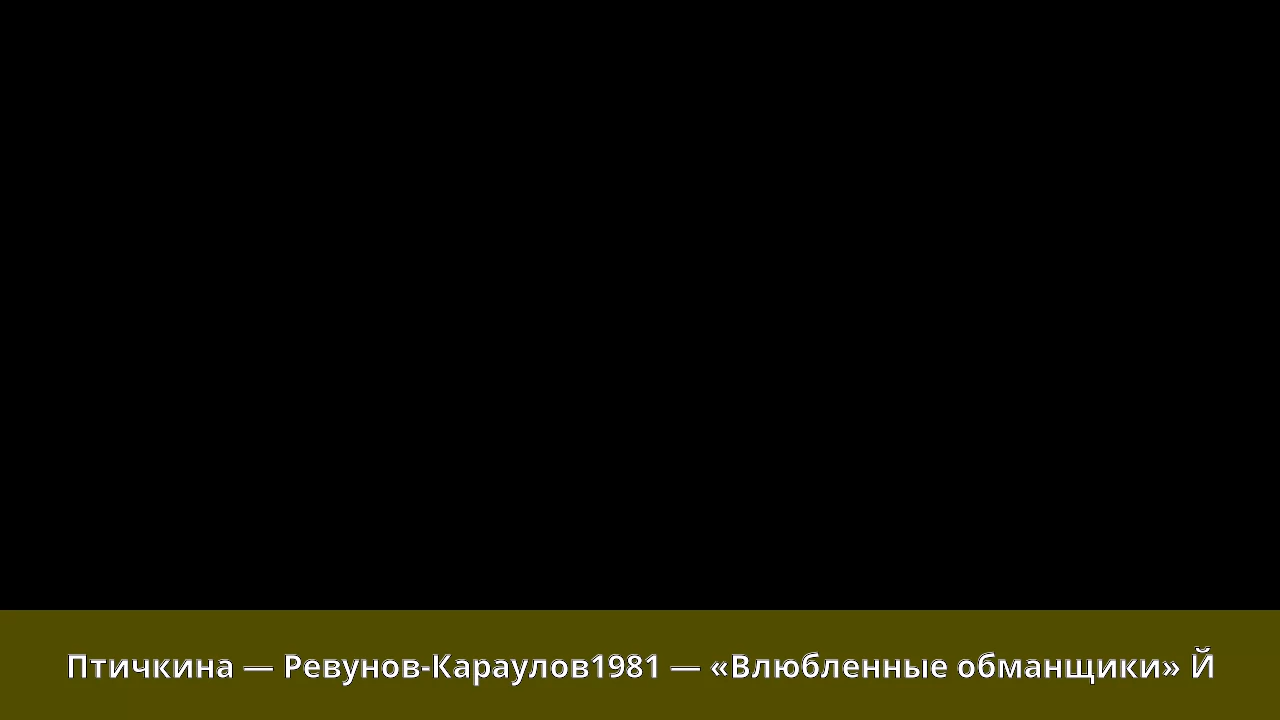 Птичкина — Ревунов-Караулов1981 — «Влюбленные обманщики» Й